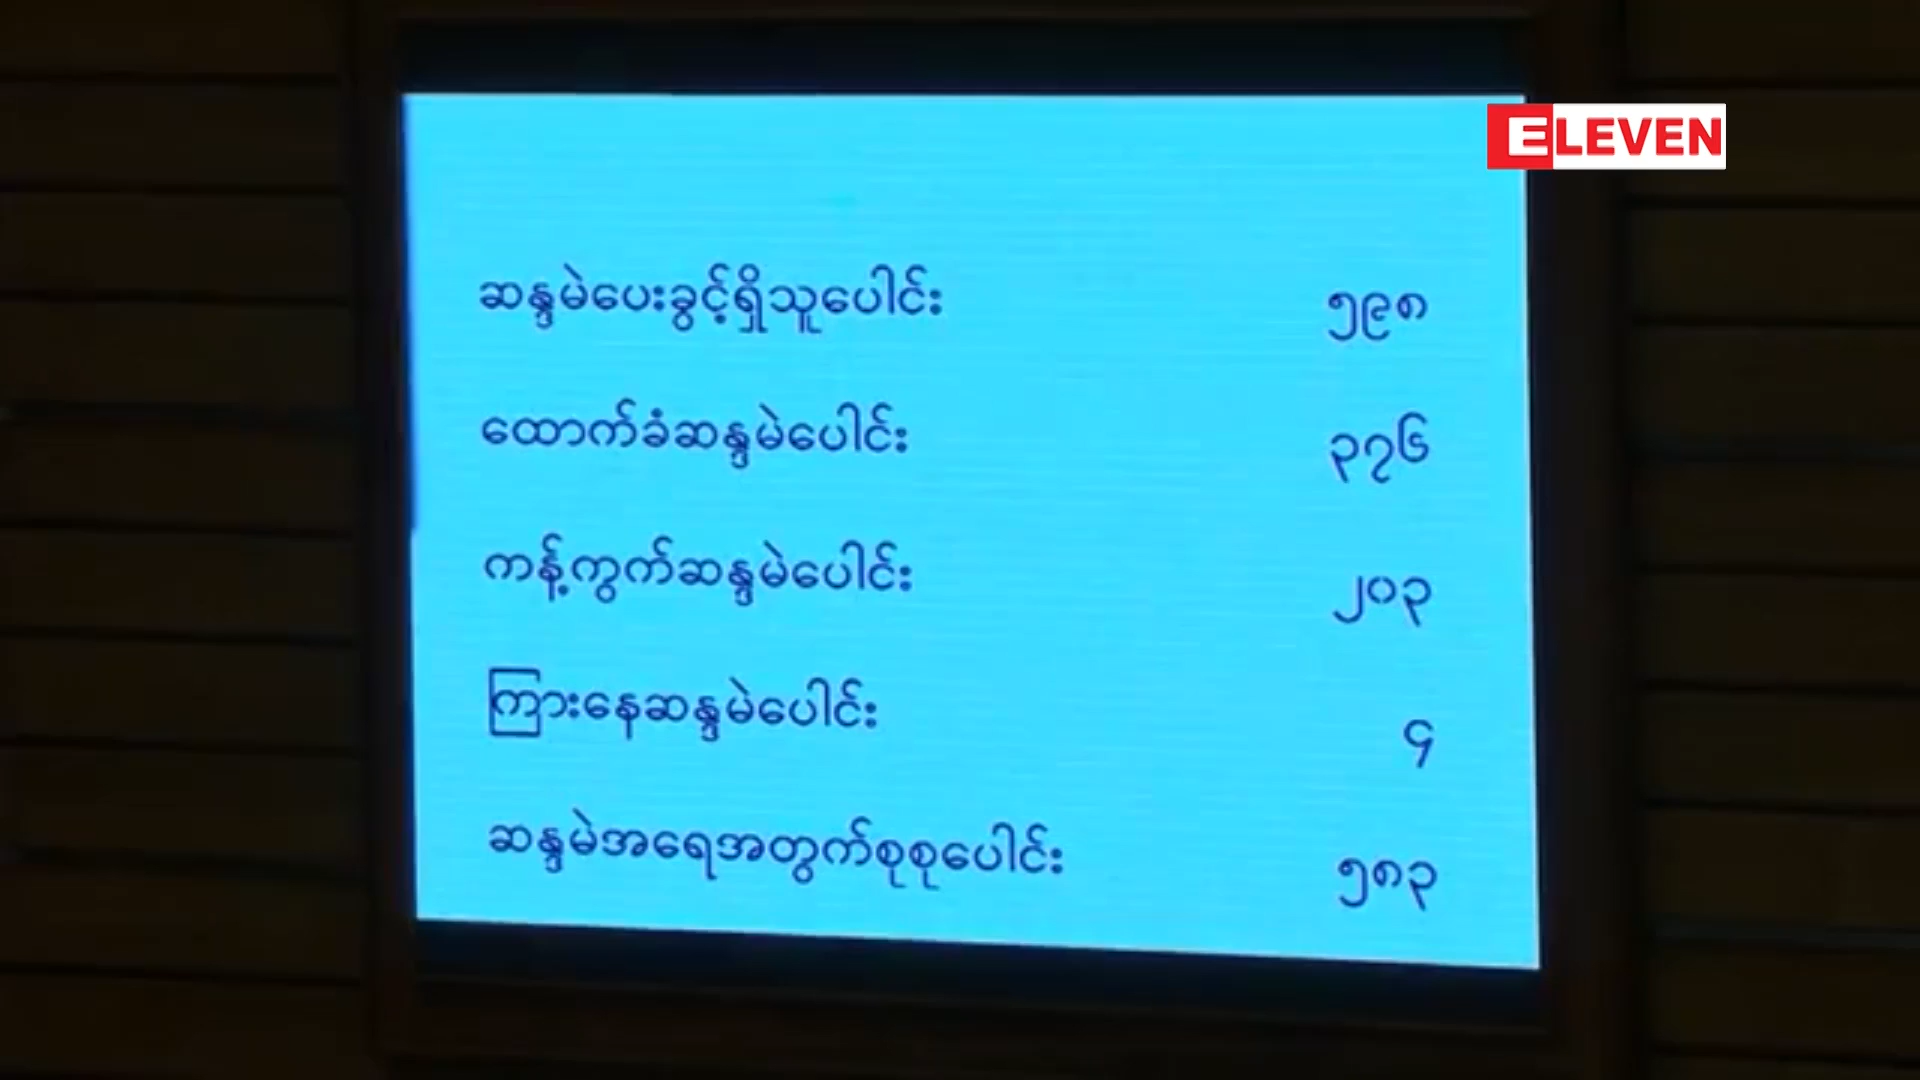 ELEVEN
ဆန္ဒမဲပေးခွင့်ရှိသူပေါင်း ၅၉၈
ထောက်ခံဆန္ဒမဲပေါင်း ၃၇၆
ကန့်ကွက်ဆန္ဒမဲပေါင်း ၂၀၃
ကြားနေဆန္ဒမဲပေါင်း ၄
ဆန္ဒမဲအရေအတွက်စုစုပေါင်း ၅၈၃